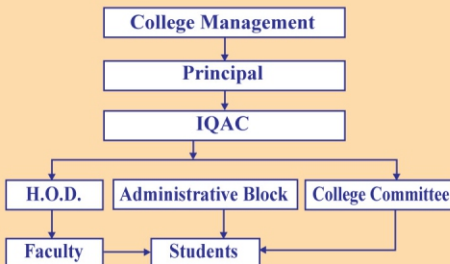 College Management
Principal
IQAC
H.O.D.
Administrative Block
College Committee
Faculty
Students